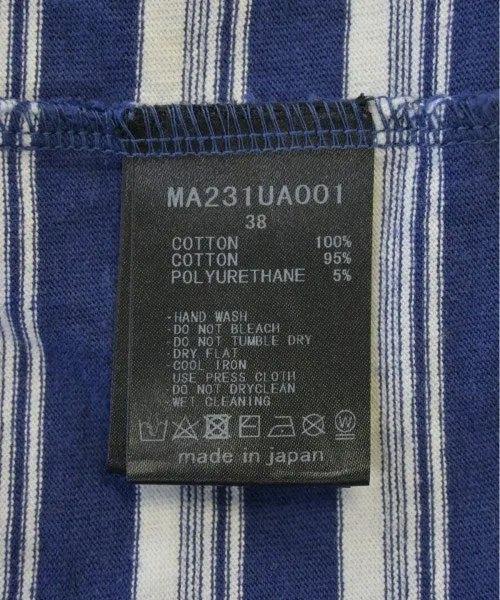 MA231UA001
38
COTTON 100%
COTTON 95%
POLYURETHANE 5%
·HAND WASH
·DO NOT BLEACH
·DO NOT TUMBLE DRY
·DRY FLAT
·COOL IRON
USE PRESS CLOTH
·DO NOT DRYCLEAN
·WET CLEANING
W
made in japan